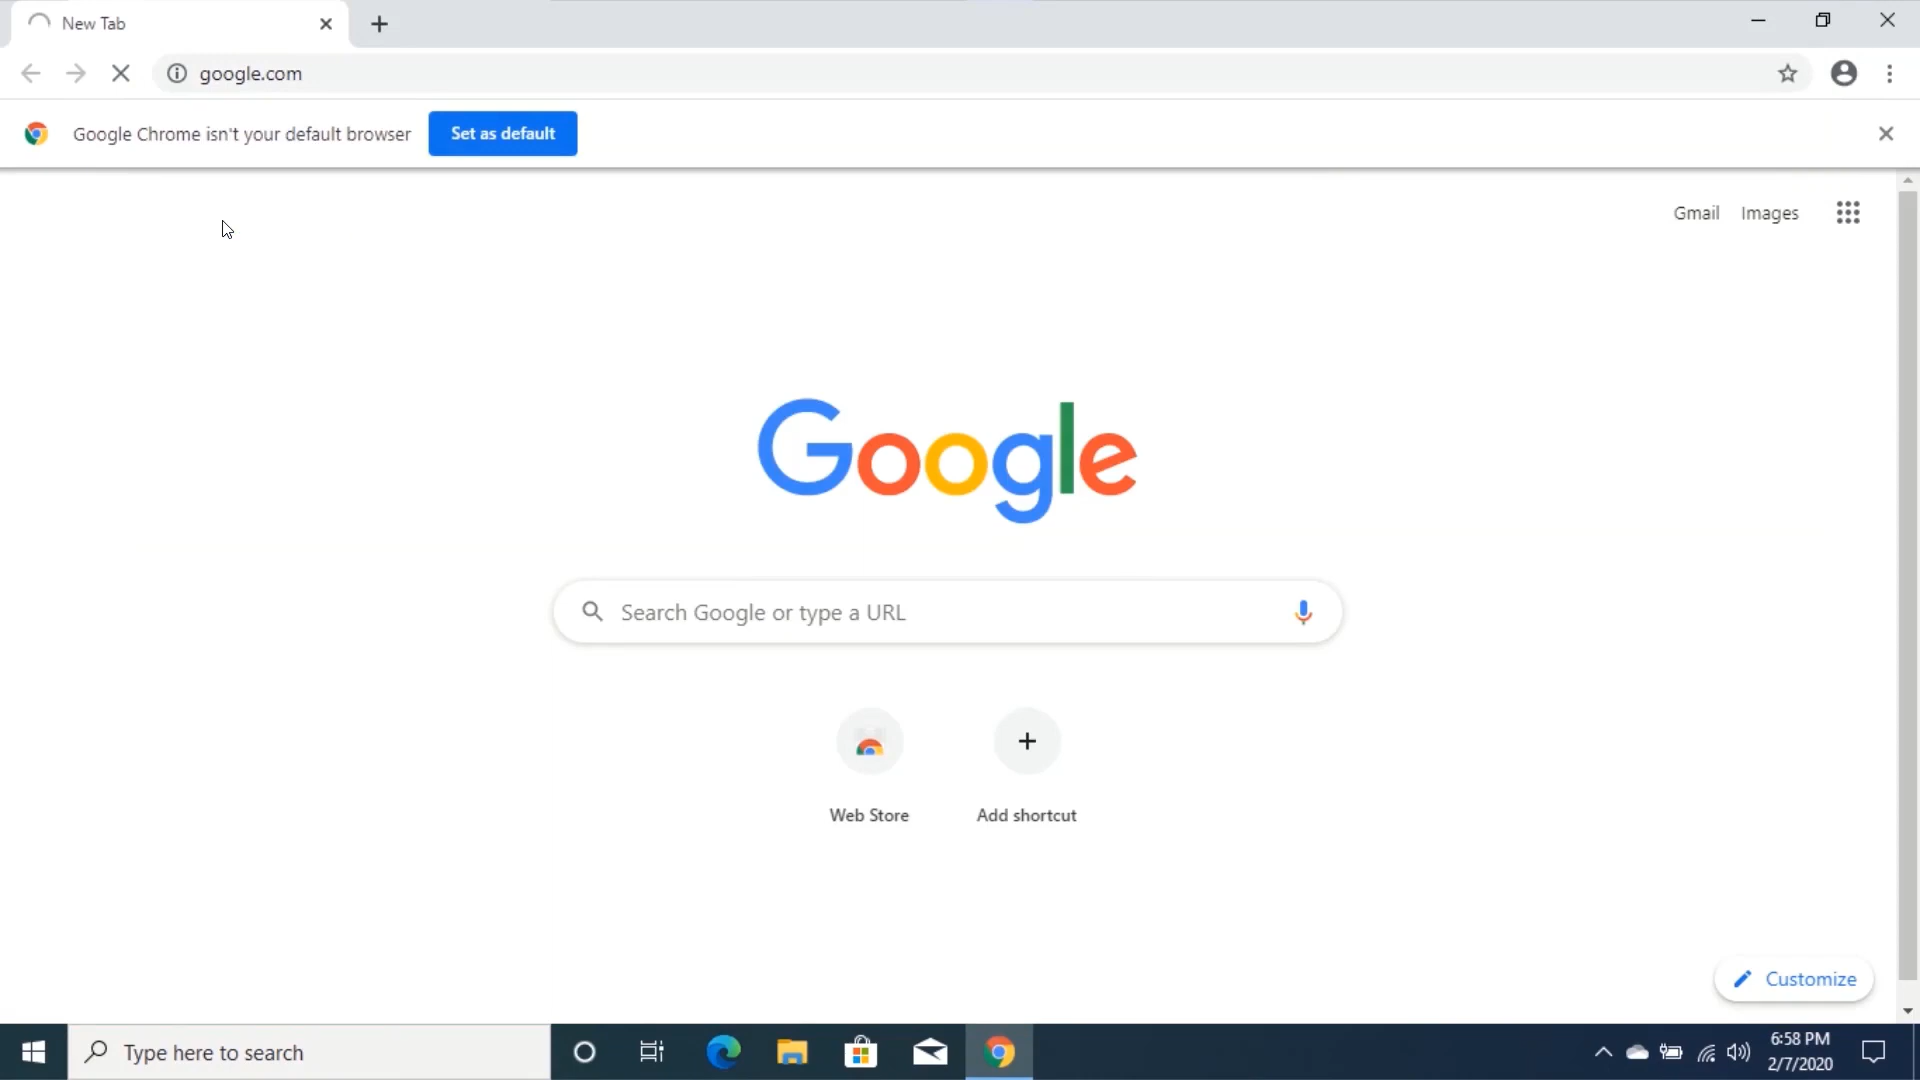 New Tab
google.com
Google Chrome isn't your default browser
Set as default
Gmail Images
Google
Search Google or type a URL
Web Store
Add shortcut
Customize
Type here to search
6:58 PM
2/7/2020